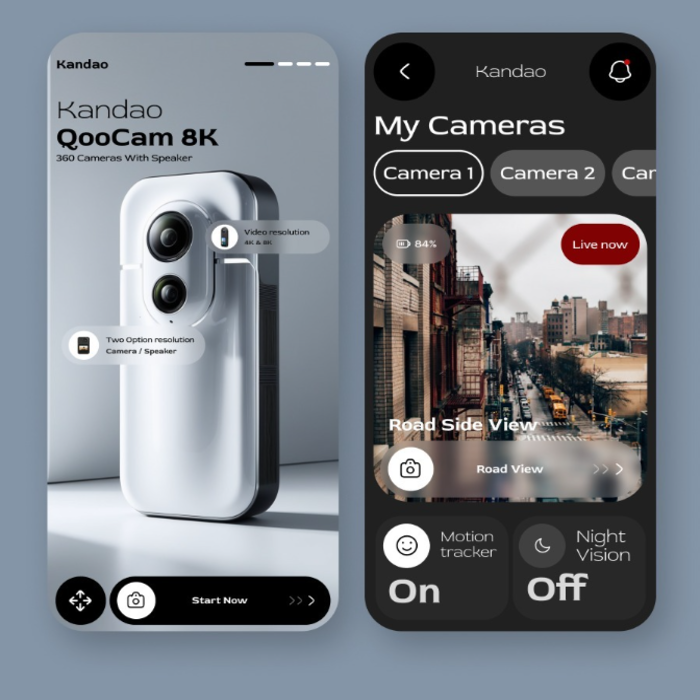 Kandao
Kandao
QooCam 8K
360 Cameras With Speaker
Video resolution
4K & 8K
Two Option resolution
Camera / Speaker
Start Now
Kandao
My Cameras
Camera 1
Camera 2
Car
84%
Live now
Road Side View
Road View
Motion
tracker
On
Night
Vision
Off